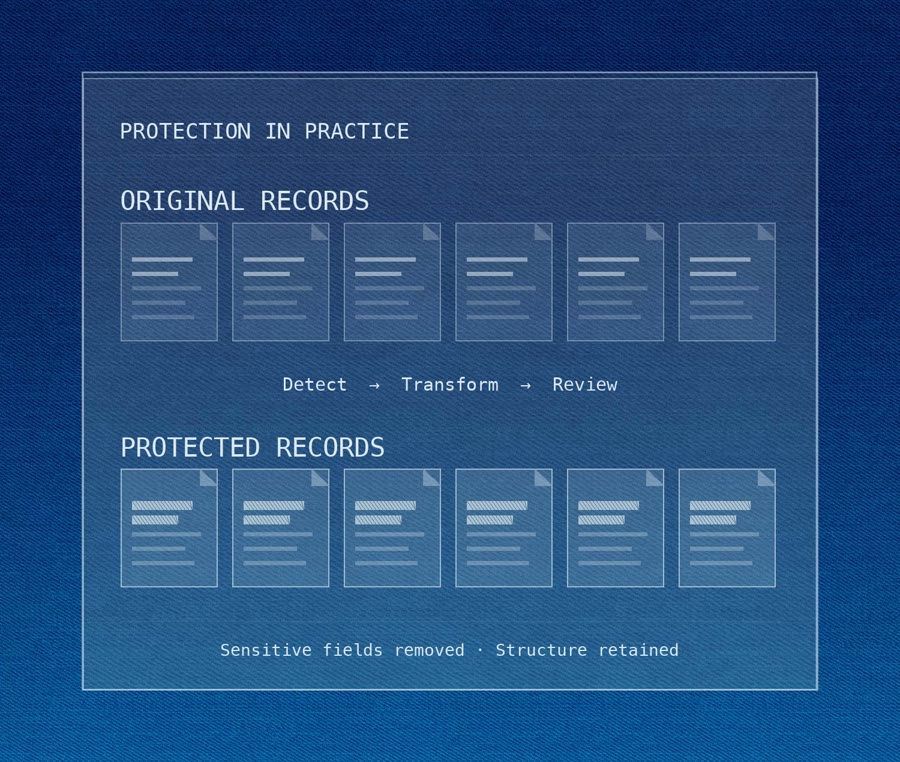 PROTECTION IN PRACTICE
ORIGINAL RECORDS
Detect → Transform → Review
PROTECTED RECORDS
Sensitive fields removed · Structure retained